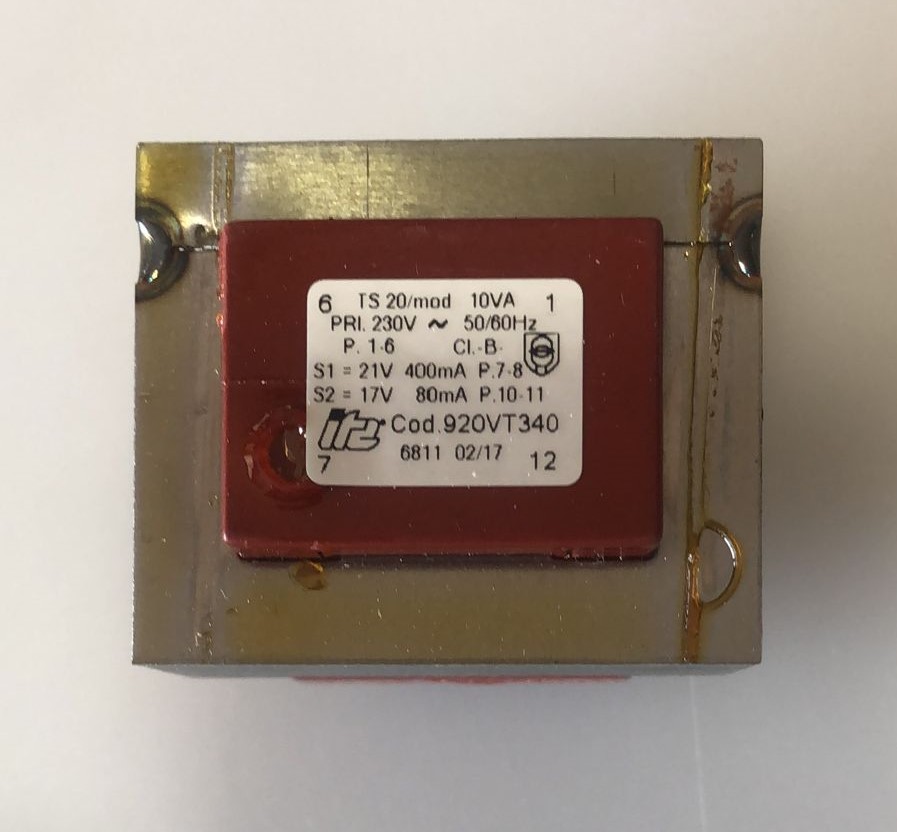 6 TS 20/mod 10VA 1
PRI. 230V ~ 50/60Hz
P. 1-6 Cl.-B-
S1 = 21V 400mA P.7-8
S2 = 17V 80mA P.10-11
itz Cod.920VT340
6811 02/17
7 12